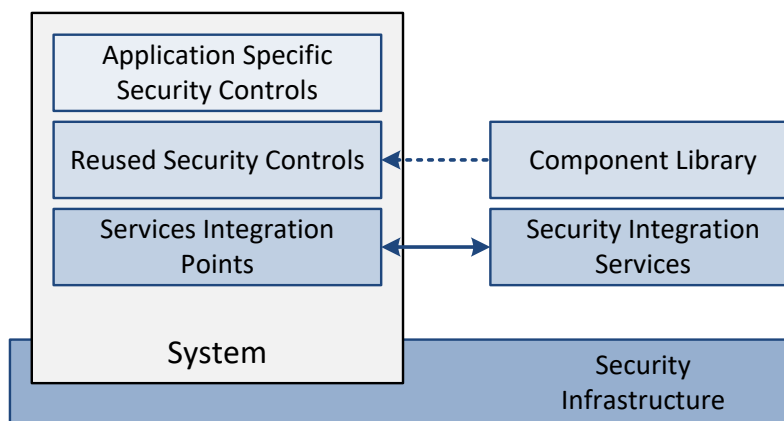 Application Specific
Security Controls
Reused Security Controls
Component Library
Services Integration
Points
Security Integration
Services
System
Security
Infrastructure